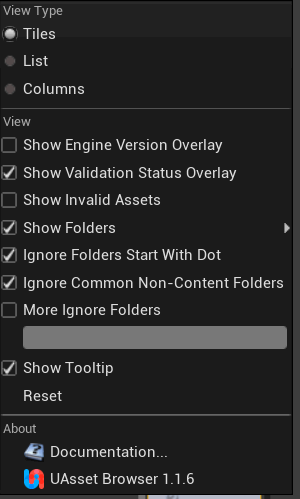 View Type
Tiles
List
Columns
View
Show Engine Version Overlay
Show Validation Status Overlay
Show Invalid Assets
Show Folders
Ignore Folders Start With Dot
Ignore Common Non-Content Folders
More Ignore Folders
Show Tooltip
Reset
About
Documentation...
UAsset Browser 1.1.6